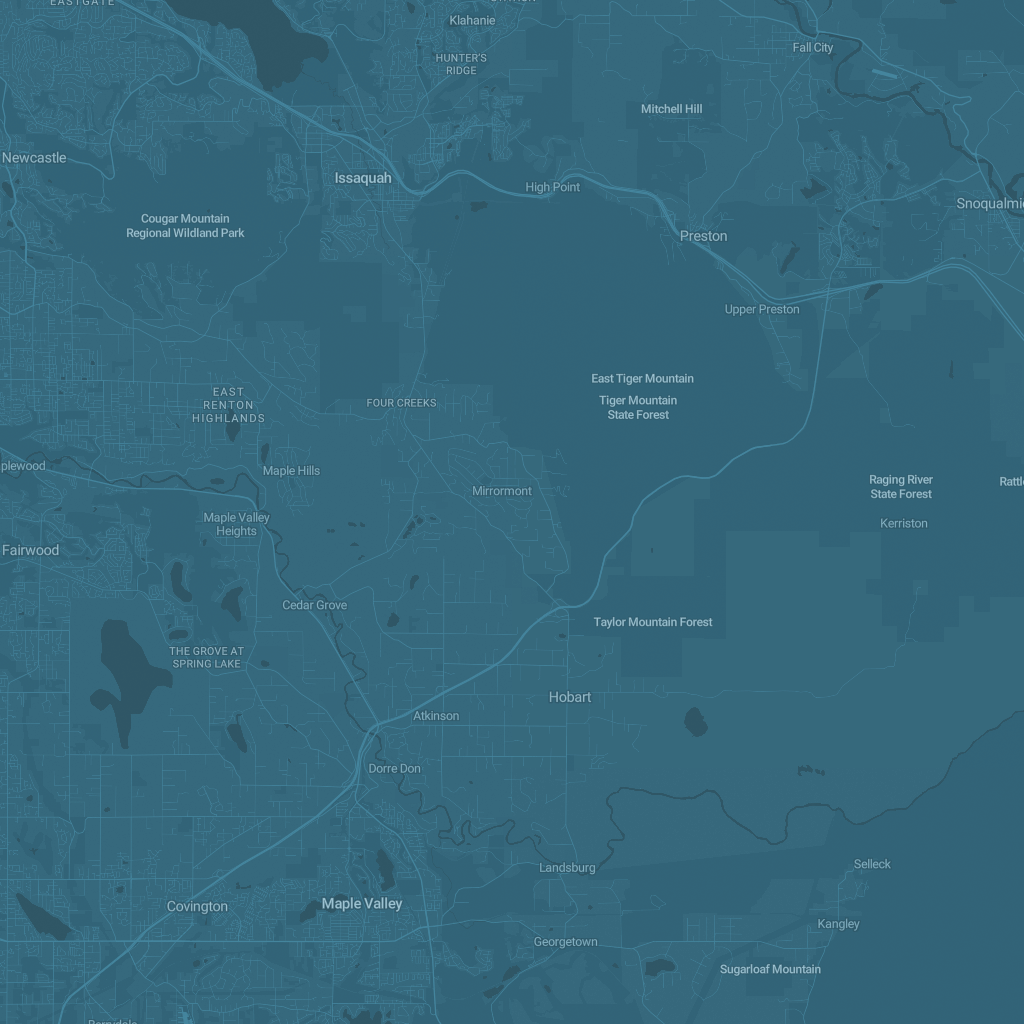 EASTGATE
Klahanie
Fall City
HUNTER'S
RIDGE
Mitchell Hill
Newcastle
Issaquah
High Point
Snoqualmie
Cougar Mountain
Regional Wildland Park
Preston
Upper Preston
East Tiger Mountain
Tiger Mountain
State Forest
EAST
RENTON
HIGHLANDS
FOUR CREEKS
plewood
Maple Hills
Mirrormont
Raging River
State Forest
Rattl
Kerriston
Maple Valley
Heights
Fairwood
Cedar Grove
Taylor Mountain Forest
THE GROVE AT
SPRING LAKE
Hobart
Atkinson
Dorre Don
Landsburg
Selleck
Covington
Maple Valley
Kangley
Georgetown
Sugarloaf Mountain